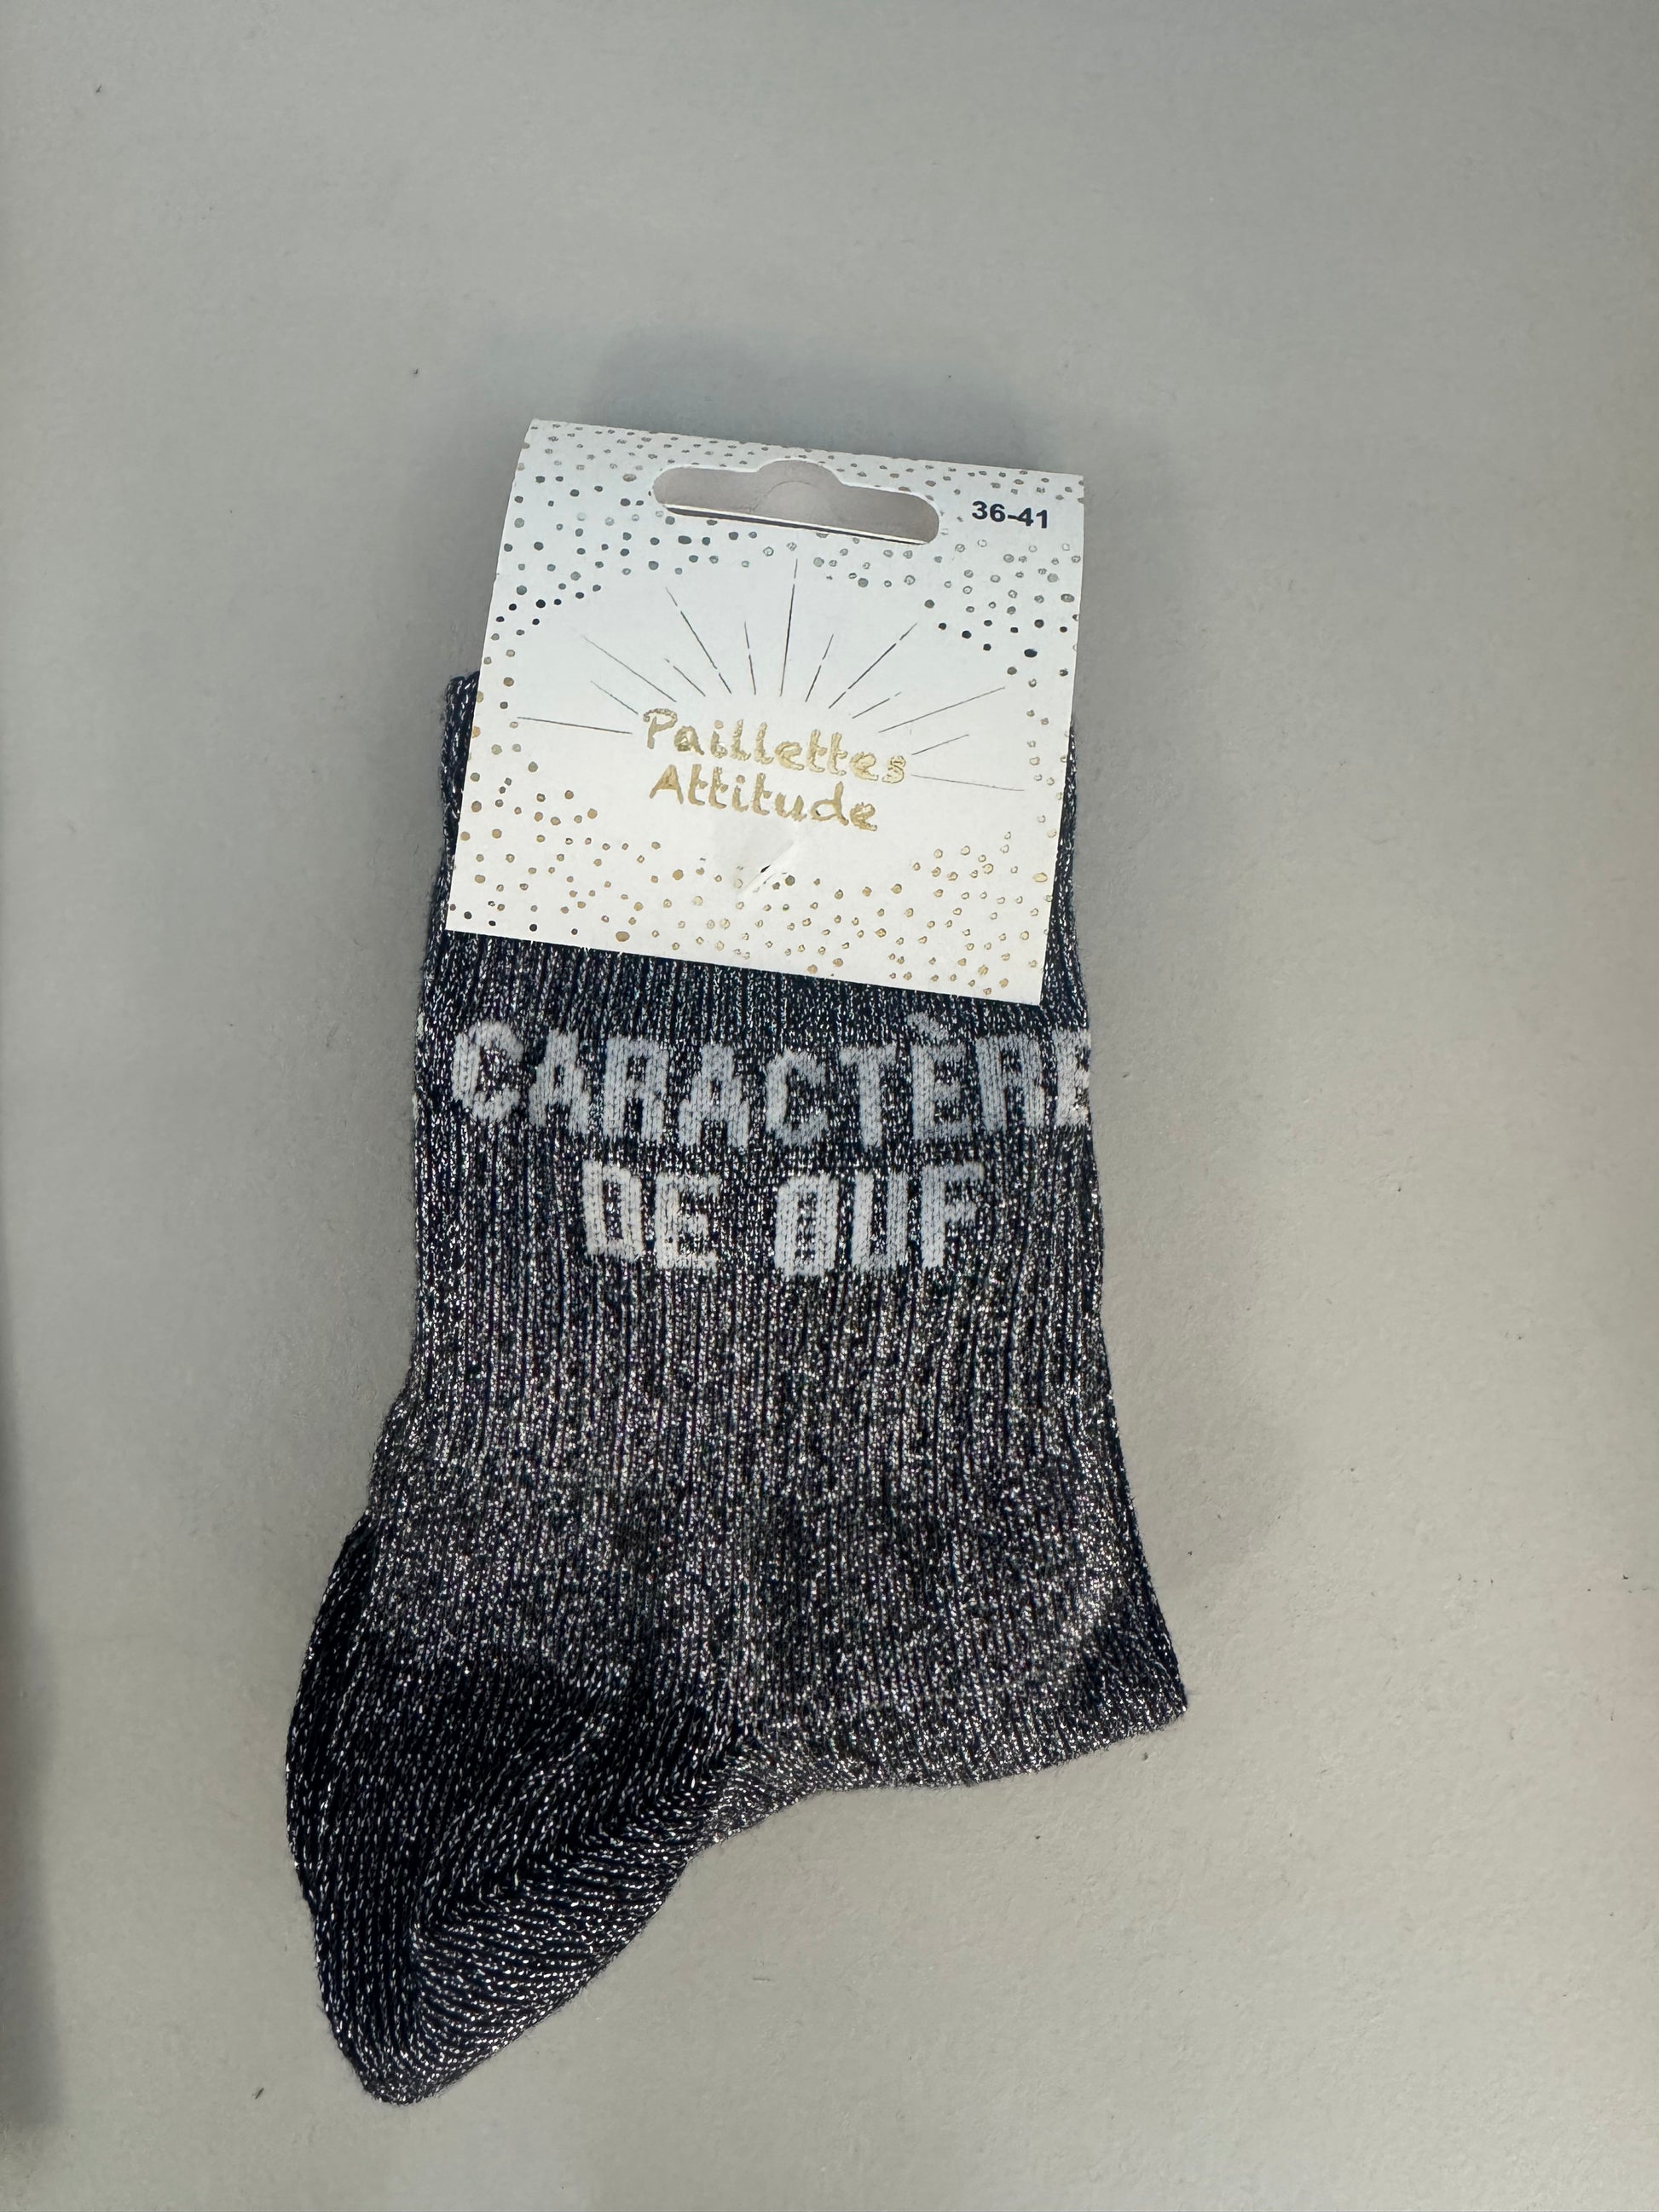 36-41
Paillettes
Attitude
CARACTÈRE
DE OUF